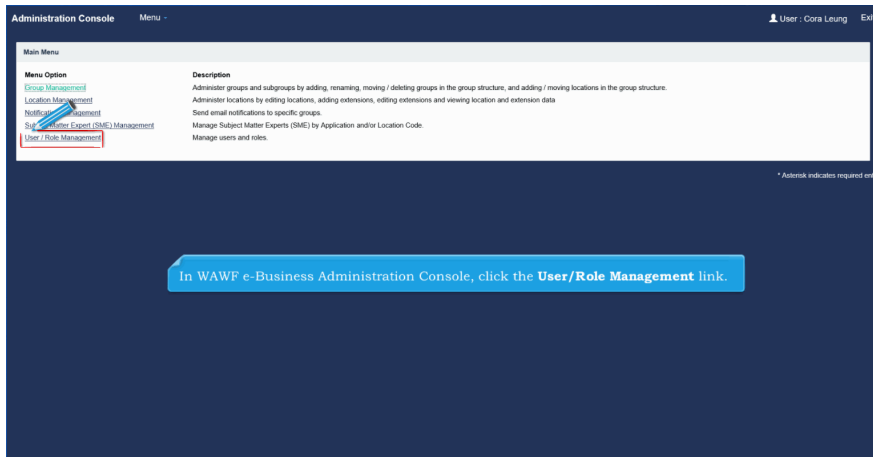 Administration Console Menu - User : Cora Leung Exi
Main Menu
Menu Option Description
Group Management Administer groups and subgroups by adding, renaming, moving / deleting groups in the group structure, and adding / moving locations in the group structure.
Location Management Administer locations by editing locations, adding extensions, editing extensions and viewing location and extension data
Send email notifications to specific groups.
Matter Expert (SME) Management Manage Subject Matter Experts (SME) by Application and/or Location Code.
User / Role Management Manage users and roles.
* Asterisk indicates required ent
In WAWF e-Business Administration Console, click the User/Role Management link.